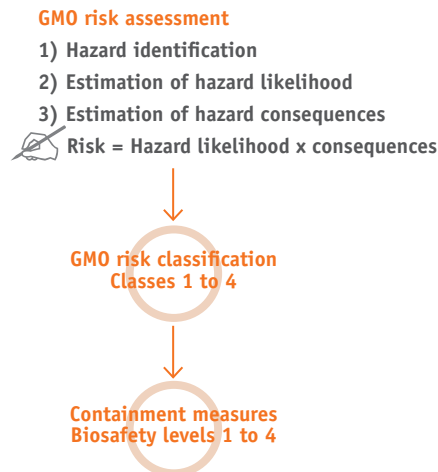 GMO risk assessment
1) Hazard identification
2) Estimation of hazard likelihood
3) Estimation of hazard consequences
Risk = Hazard likelihood x consequences
GMO risk classification
Classes 1 to 4
Containment measures
Biosafety levels 1 to 4